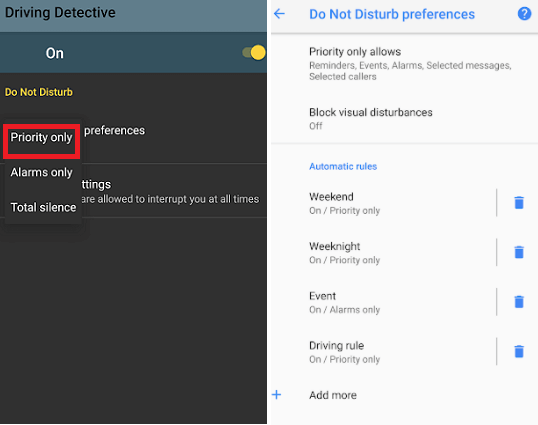 Driving Detective
On
Do Not Disturb
Priority only
preferences
Alarms only
ttings
Total silence
are allowed to interrupt you at all times
Do Not Disturb preferences
?
Priority only allows
Reminders, Events, Alarms, Selected messages,
Selected callers
Block visual disturbances
Off
Automatic rules
Weekend
On / Priority only
Weeknight
On / Priority only
Event
On / Alarms only
Driving rule
On / Priority only
+ Add more